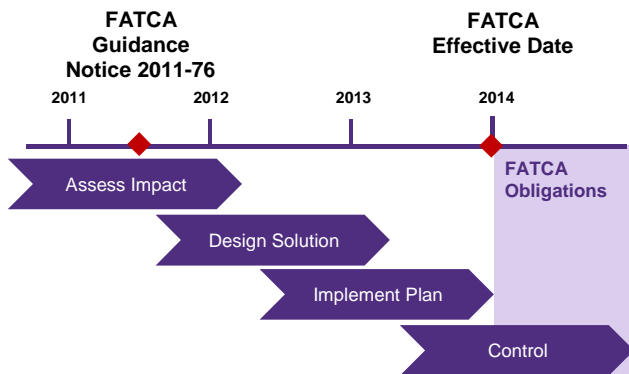 FATCA
Guidance
Notice 2011-76
FATCA
Effective Date
2011
2012
2013
2014
Assess Impact
FATCA
Obligations
Design Solution
Implement Plan
Control